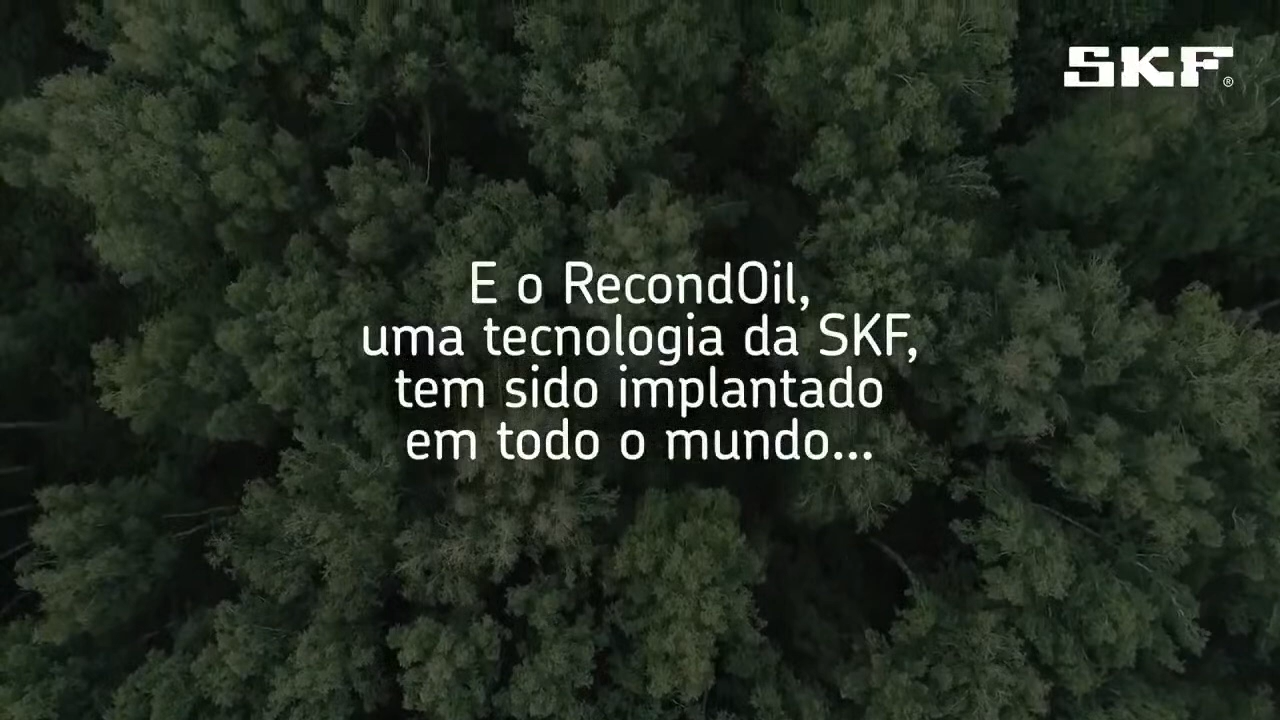 SKF®
E o RecondOil,
uma tecnologia da SKF,
tem sido implantado
em todo o mundo...